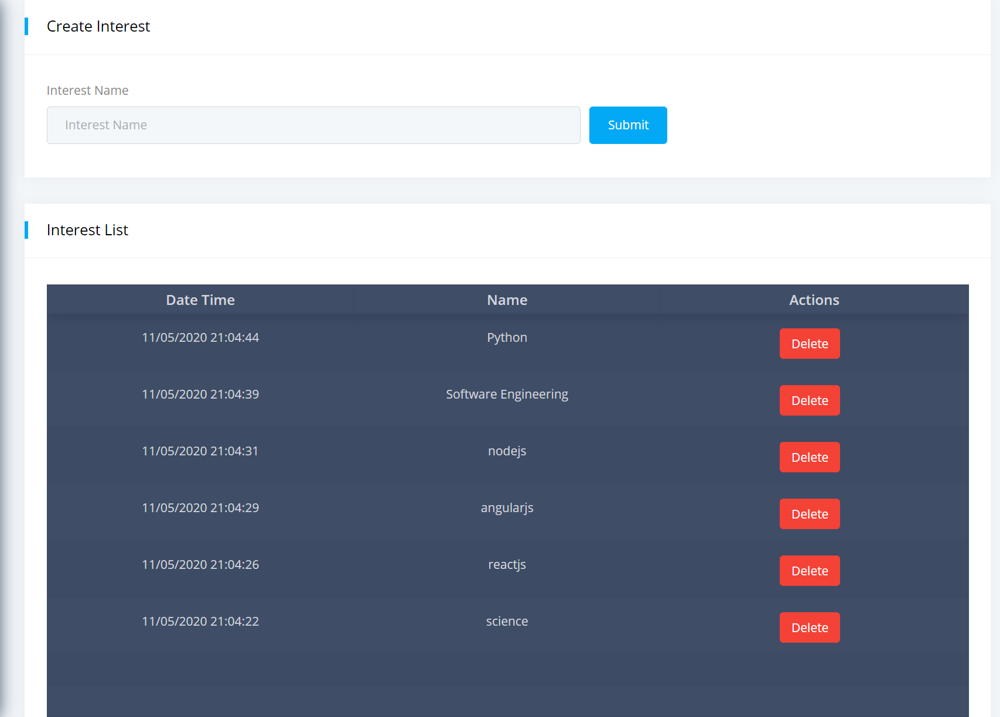 Create Interest
Interest Name
Interest Name
Submit
Interest List
Date Time Name Actions
11/05/2020 21:04:44 Python Delete
11/05/2020 21:04:39 Software Engineering Delete
11/05/2020 21:04:31 nodejs Delete
11/05/2020 21:04:29 angularjs Delete
11/05/2020 21:04:26 reactjs Delete
11/05/2020 21:04:22 science Delete